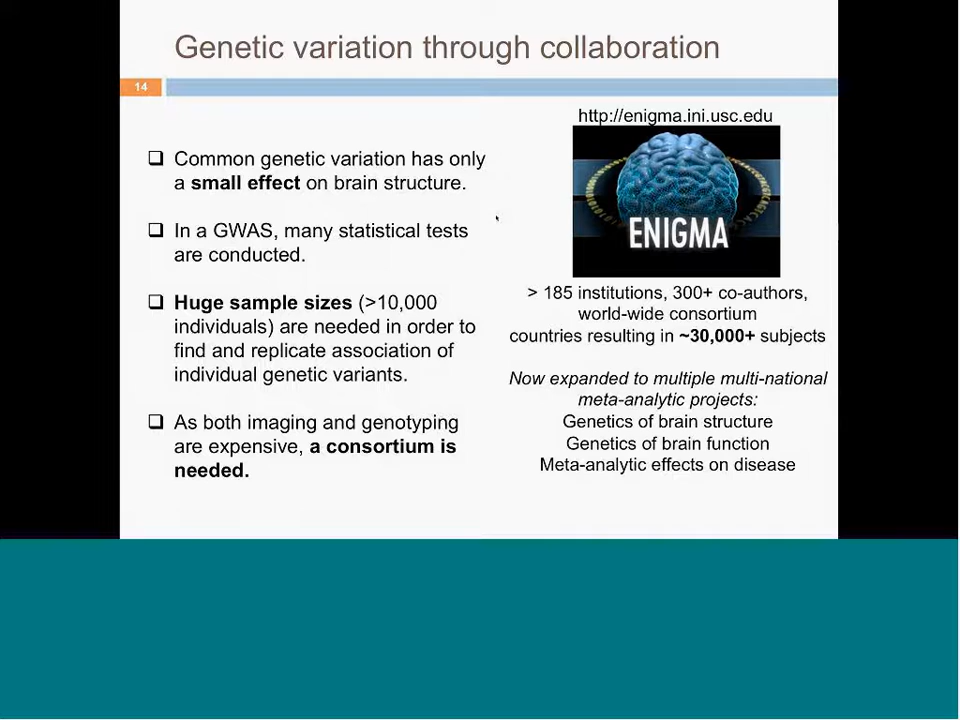 Genetic variation through collaboration
14
Common genetic variation has only
a small effect on brain structure.
In a GWAS, many statistical tests
are conducted.
Huge sample sizes (>10,000
individuals) are needed in order to
find and replicate association of
individual genetic variants.
As both imaging and genotyping
are expensive, a consortium is
needed.
http://enigma.ini.usc.edu
ENIGMA
> 185 institutions, 300+ co-authors,
world-wide consortium
countries resulting in ~30,000+ subjects
Now expanded to multiple multi-national
meta-analytic projects:
Genetics of brain structure
Genetics of brain function
Meta-analytic effects on disease